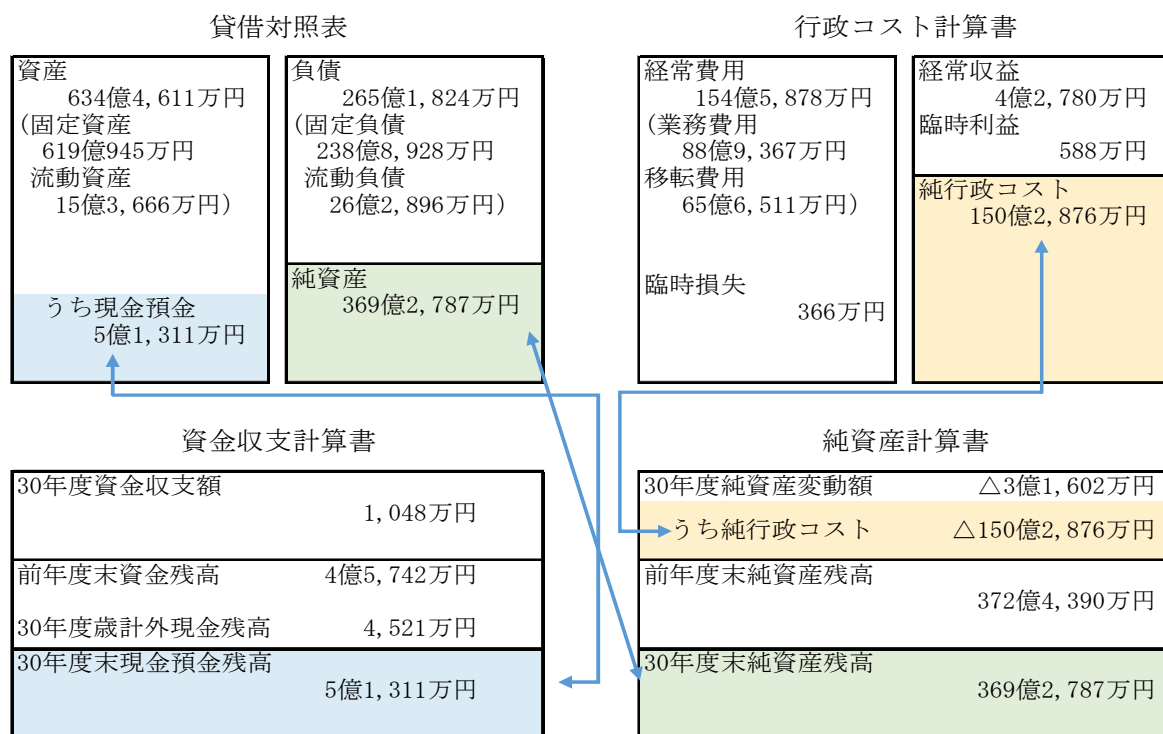 貸借対照表
資産
634億4,611万円
(固定資産
619億945万円
流動資産
15億3,666万円)
うち現金預金
5億1,311万円
負債
265億1,824万円
(固定負債
238億8,928万円
流動負債
26億2,896万円)
純資産
369億2,787万円
行政コスト計算書
経常費用
154億5,878万円
(業務費用
88億9,367万円
移転費用
65億6,511万円)
臨時損失
366万円
経常収益
4億2,780万円
臨時利益
588万円
純行政コスト
150億2,876万円
資金収支計算書
30年度資金収支額
1,048万円
前年度末資金残高 4億5,742万円
30年度歳計外現金残高 4,521万円
30年度末現金預金残高
5億1,311万円
純資産計算書
30年度純資産変動額 △3億1,602万円
うち純行政コスト △150億2,876万円
前年度末純資産残高
372億4,390万円
30年度末純資産残高
369億2,787万円